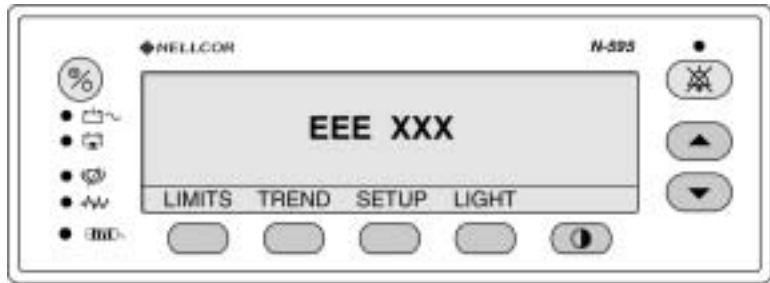 NELLCOR N-595
%
EEE XXX
LIMITS TREND SETUP LIGHT